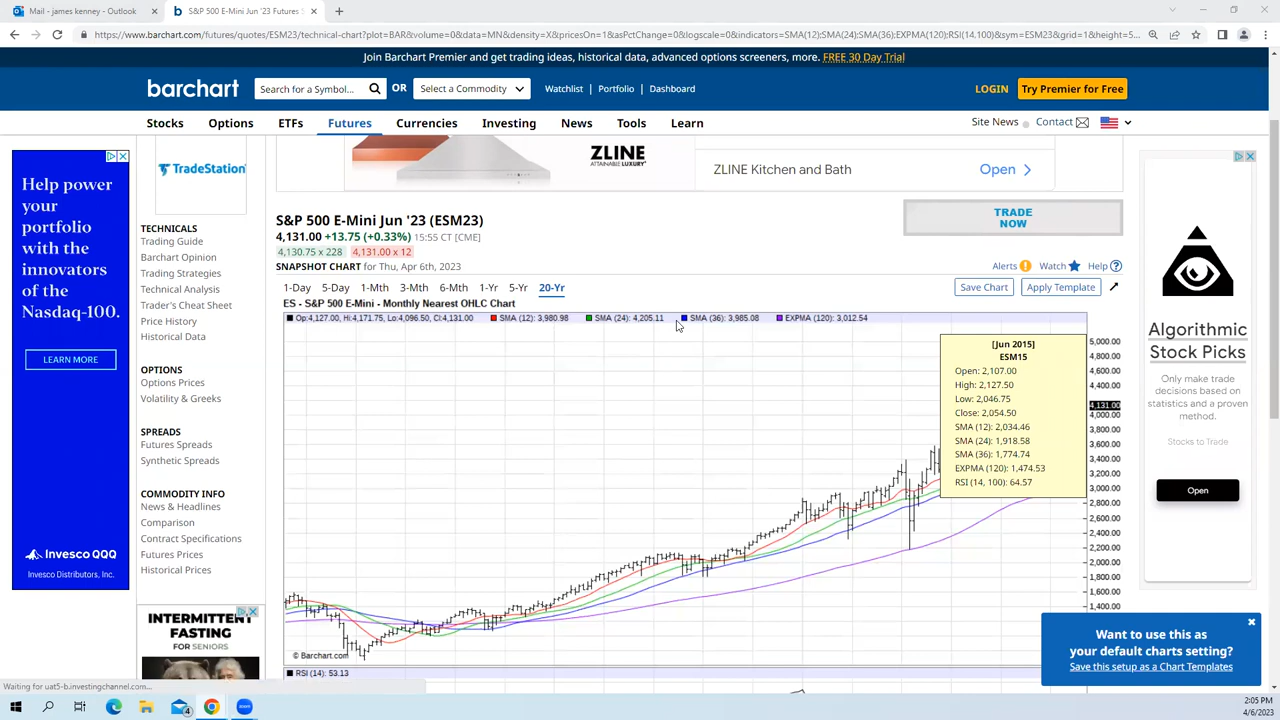 Mail - james kenney - Outlook
S&P 500 E-Mini Jun '23 Futures S
https://www.barchart.com/futures/quotes/ESM23/technical-chart?plot=BAR&volume=0&data=MN&density=X&pricesOn=1&asPctChange=0&logscale=0&indicators=SMA(12);SMA(24);SMA(36);EXPMA(120);RSI(14,100)&sym=ESM23&grid=1&height=5...
Join Barchart Premier and get trading ideas, historical data, advanced options screeners, more. FREE 30 Day Trial
barchart
Search for a Symbol...
OR
Select a Commodity
Watchlist
Portfolio
Dashboard
LOGIN
Try Premier for Free
Stocks
Options
ETFs
Futures
Currencies
Investing
News
Tools
Learn
Site News
Contact
Help power
your
portfolio
with the
innovators
of the
Nasdaq-100.
LEARN MORE
Invesco QQQ
Invesco Distributors, Inc.
TradeStation
TECHNICALS
Trading Guide
Barchart Opinion
Trading Strategies
Technical Analysis
Trader's Cheat Sheet
Price History
Historical Data
OPTIONS
Options Prices
Volatility & Greeks
SPREADS
Futures Spreads
Synthetic Spreads
COMMODITY INFO
News & Headlines
Comparison
Contract Specifications
Futures Prices
Historical Prices
INTERMITTENT
FASTING
FOR SENIORS
ZLINE
ATTAINABLE LUXURY
ZLINE Kitchen and Bath
Open
S&P 500 E-Mini Jun '23 (ESM23)
4,131.00 +13.75 (+0.33%) 15:55 CT [CME]
4,130.75 x 228 4,131.00 x 12
TRADE
NOW
SNAPSHOT CHART for Thu, Apr 6th, 2023
Alerts
Watch
Help
1-Day
5-Day
1-Mth
3-Mth
6-Mth
1-Yr
5-Yr
20-Yr
Save Chart
Apply Template
ES - S&P 500 E-Mini - Monthly Nearest OHLC Chart
Op:4,127.00, Hi:4,171.75, Lo:4,096.50, Cl:4,131.00
SMA (12): 3,980.98
SMA (24): 4,205.11
SMA (36): 3,985.08
EXPMA (120): 3,012.54
[Jun 2015]
ESM15
Open: 2,107.00
High: 2,127.50
Low: 2,046.75
Close: 2,054.50
SMA (12): 2,034.46
SMA (24): 1,918.58
SMA (36): 1,774.74
EXPMA (120): 1,474.53
RSI (14, 100): 64.57
5,000.00
4,800.00
4,600.00
4,400.00
4,131.00
4,000.00
3,800.00
3,600.00
3,400.00
3,200.00
3,000.00
2,800.00
2,600.00
2,400.00
2,200.00
2,000.00
1,800.00
1,600.00
1,400.00
© Barchart.com
RSI (14): 53.13
Algorithmic
Stock Picks
Only make trade
decisions based on
statistics and a proven
method.
Stocks to Trade
Open
Want to use this as
your default charts setting?
Save this setup as a Chart Templates
Waiting for uat5-b.investingchannel.com...
4
2:05 PM
4/6/2023